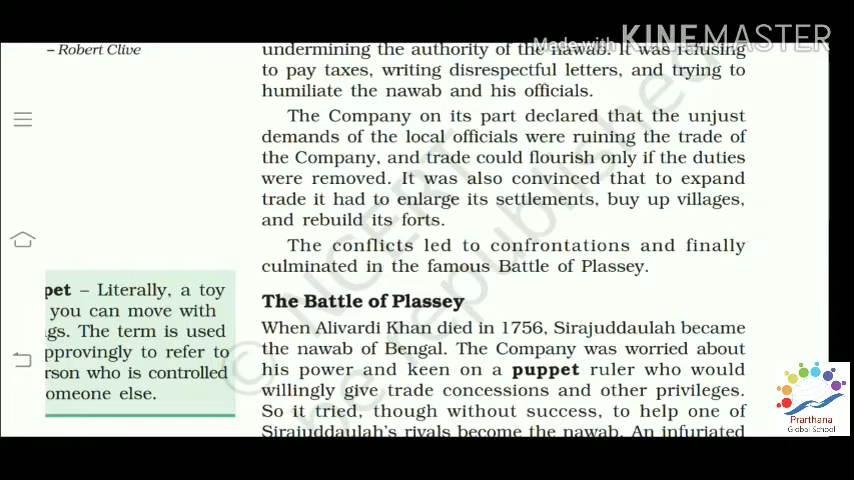 Made with KINEMASTER
– Robert Clive
undermining the authority of the nawab. It was refusing
to pay taxes, writing disrespectful letters, and trying to
humiliate the nawab and his officials.
The Company on its part declared that the unjust
demands of the local officials were ruining the trade of
the Company, and trade could flourish only if the duties
were removed. It was also convinced that to expand
trade it had to enlarge its settlements, buy up villages,
and rebuild its forts.
The conflicts led to confrontations and finally
culminated in the famous Battle of Plassey.
pet – Literally, a toy
you can move with
gs. The term is used
pprovingly to refer to
rson who is controlled
omeone else.
The Battle of Plassey
When Alivardi Khan died in 1756, Sirajuddaulah became
the nawab of Bengal. The Company was worried about
his power and keen on a puppet ruler who would
willingly give trade concessions and other privileges.
So it tried, though without success, to help one of
Sirajuddaulah's rivals become the nawab. An infuriated
© NCERT
be republished
Prarthana
Global School